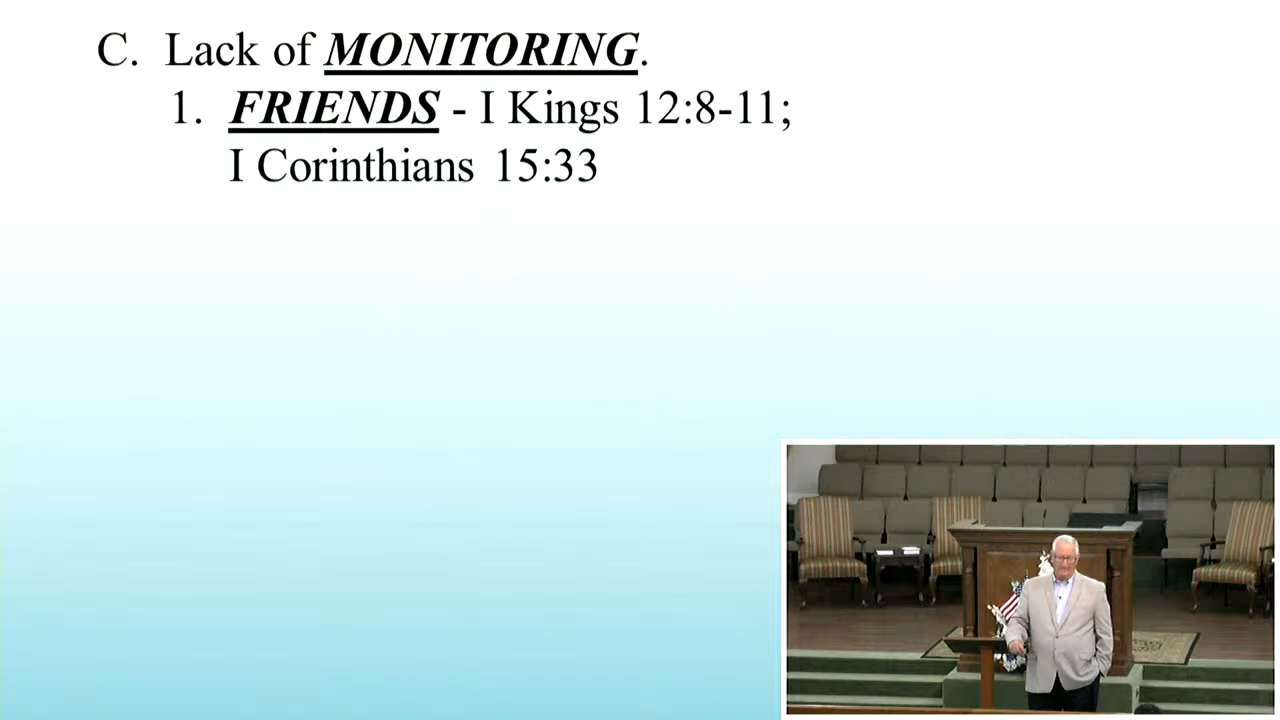 C. Lack of MONITORING.
1. FRIENDS - I Kings 12:8-11;
I Corinthians 15:33